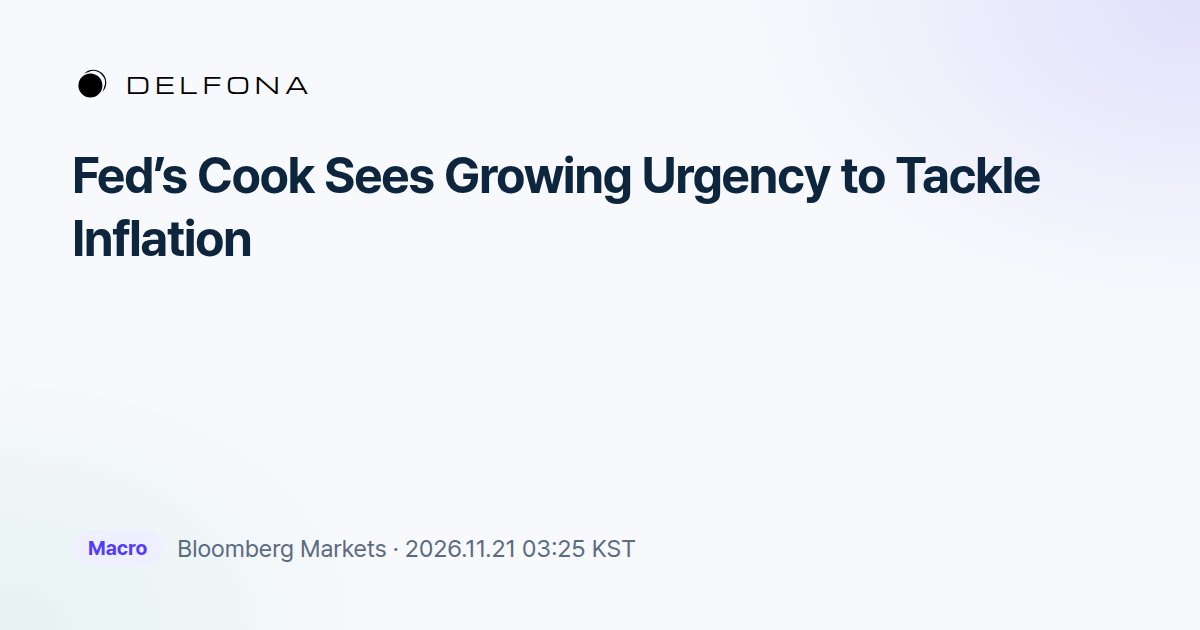 DELFONA
Fed’s Cook Sees Growing Urgency to Tackle
Inflation
Macro Bloomberg Markets · 2026.11.21 03:25 KST